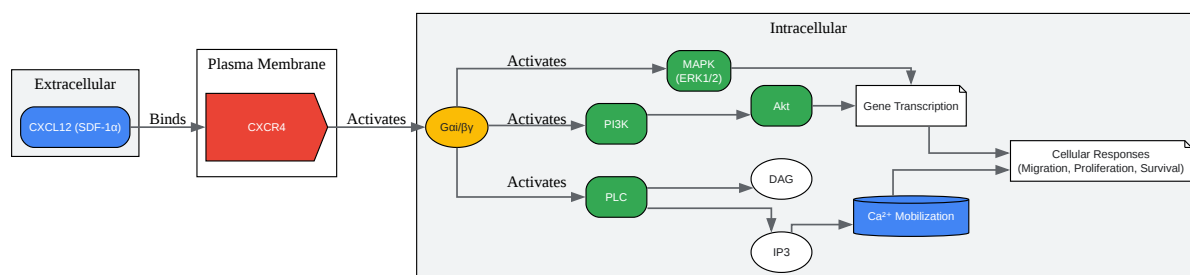 Intracellular
Plasma Membrane
Extracellular
CXCL12 (SDF-1α)
Binds
CXCR4
Activates
Gαi/βγ
Activates
MAPK
(ERK1/2)
Activates
PI3K
Akt
Gene Transcription
Activates
PLC
DAG
IP3
Ca²⁺ Mobilization
Cellular Responses
(Migration, Proliferation, Survival)